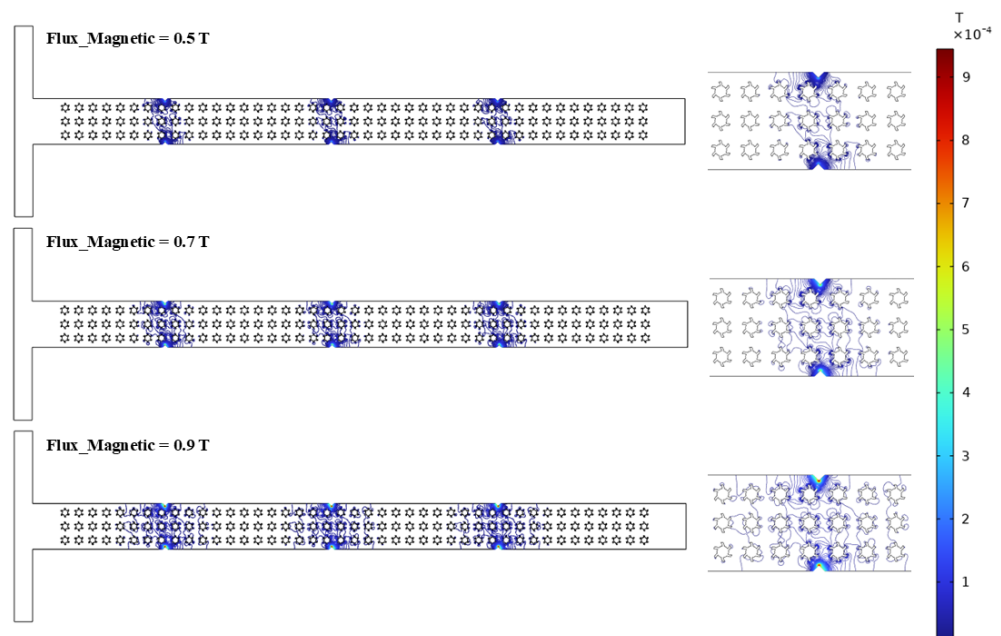 Flux_Magnetic = 0.5 T
T
×10⁻⁴
9
8
7
6
5
4
3
2
1
Flux_Magnetic = 0.7 T
Flux_Magnetic = 0.9 T